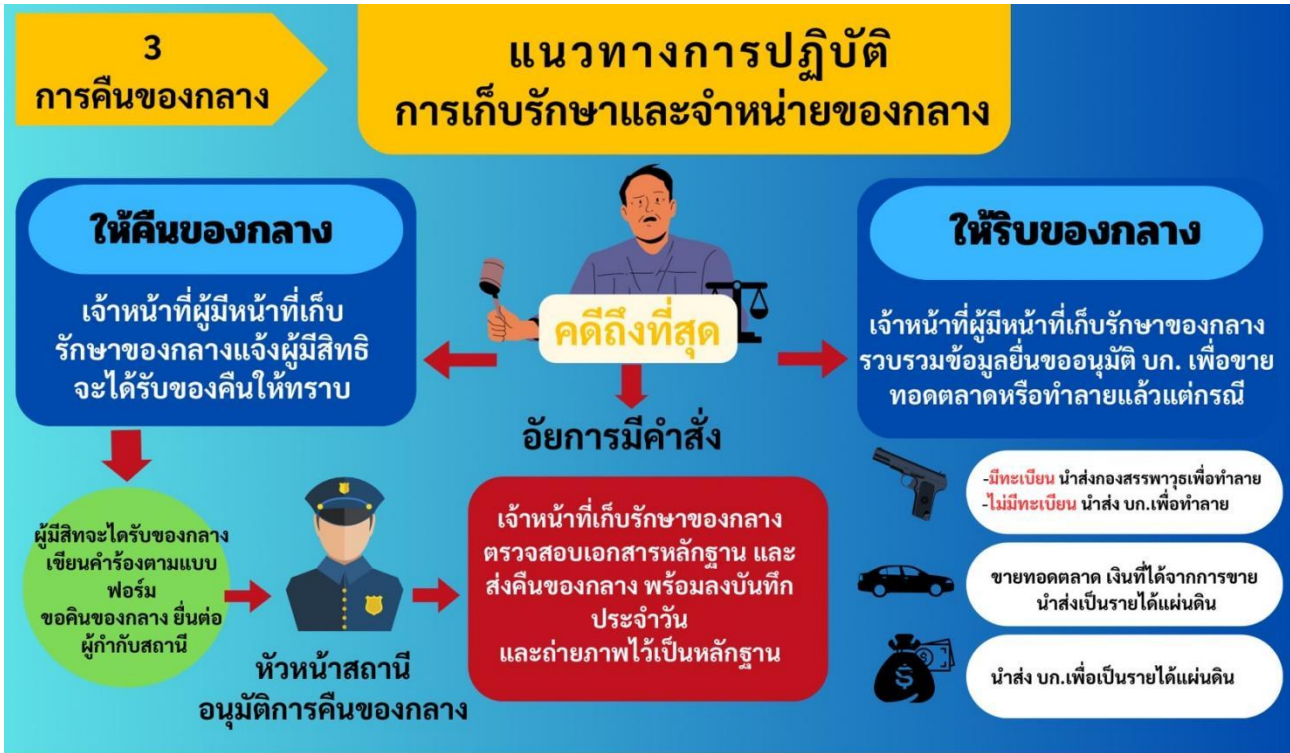 3
การคืนของกลาง
แนวทางการปฏิบัติ
การเก็บรักษาและจำหน่ายของกลาง
ให้คืนของกลาง
เจ้าหน้าที่ผู้มีหน้าที่เก็บ
รักษาของกลางแจ้งผู้มีสิทธิ
จะได้รับของคืนให้ทราบ
คดีถึงที่สุด
อัยการมีคำสั่ง
ให้ริบของกลาง
เจ้าหน้าที่ผู้มีหน้าที่เก็บรักษาของกลาง
รวบรวมข้อมูลยื่นขออนุมัติ บก. เพื่อขาย
ทอดตลาดหรือทำลายแล้วแต่กรณี
ผู้มีสิทจะไดรับของกลาง
เขียนคำร้องตามแบบ
ฟอร์ม
ขอคืนของกลาง ยื่นต่อ
ผู้กำกับสถานี
หัวหน้าสถานี
อนุมัติการคืนของกลาง
เจ้าหน้าที่เก็บรักษาของกลาง
ตรวจสอบเอกสารหลักฐาน และ
ส่งคืนของกลาง พร้อมลงบันทึก
ประจำวัน
และถ่ายภาพไว้เป็นหลักฐาน
-มีทะเบียน นำส่งกองสรรพาวุธเพื่อทำลาย
-ไม่มีทะเบียน นำส่ง บก.เพื่อทำลาย
ขายทอดตลาด เงินที่ได้จากการขาย
นำส่งเป็นรายได้แผ่นดิน
นำส่ง บก.เพื่อเป็นรายได้แผ่นดิน